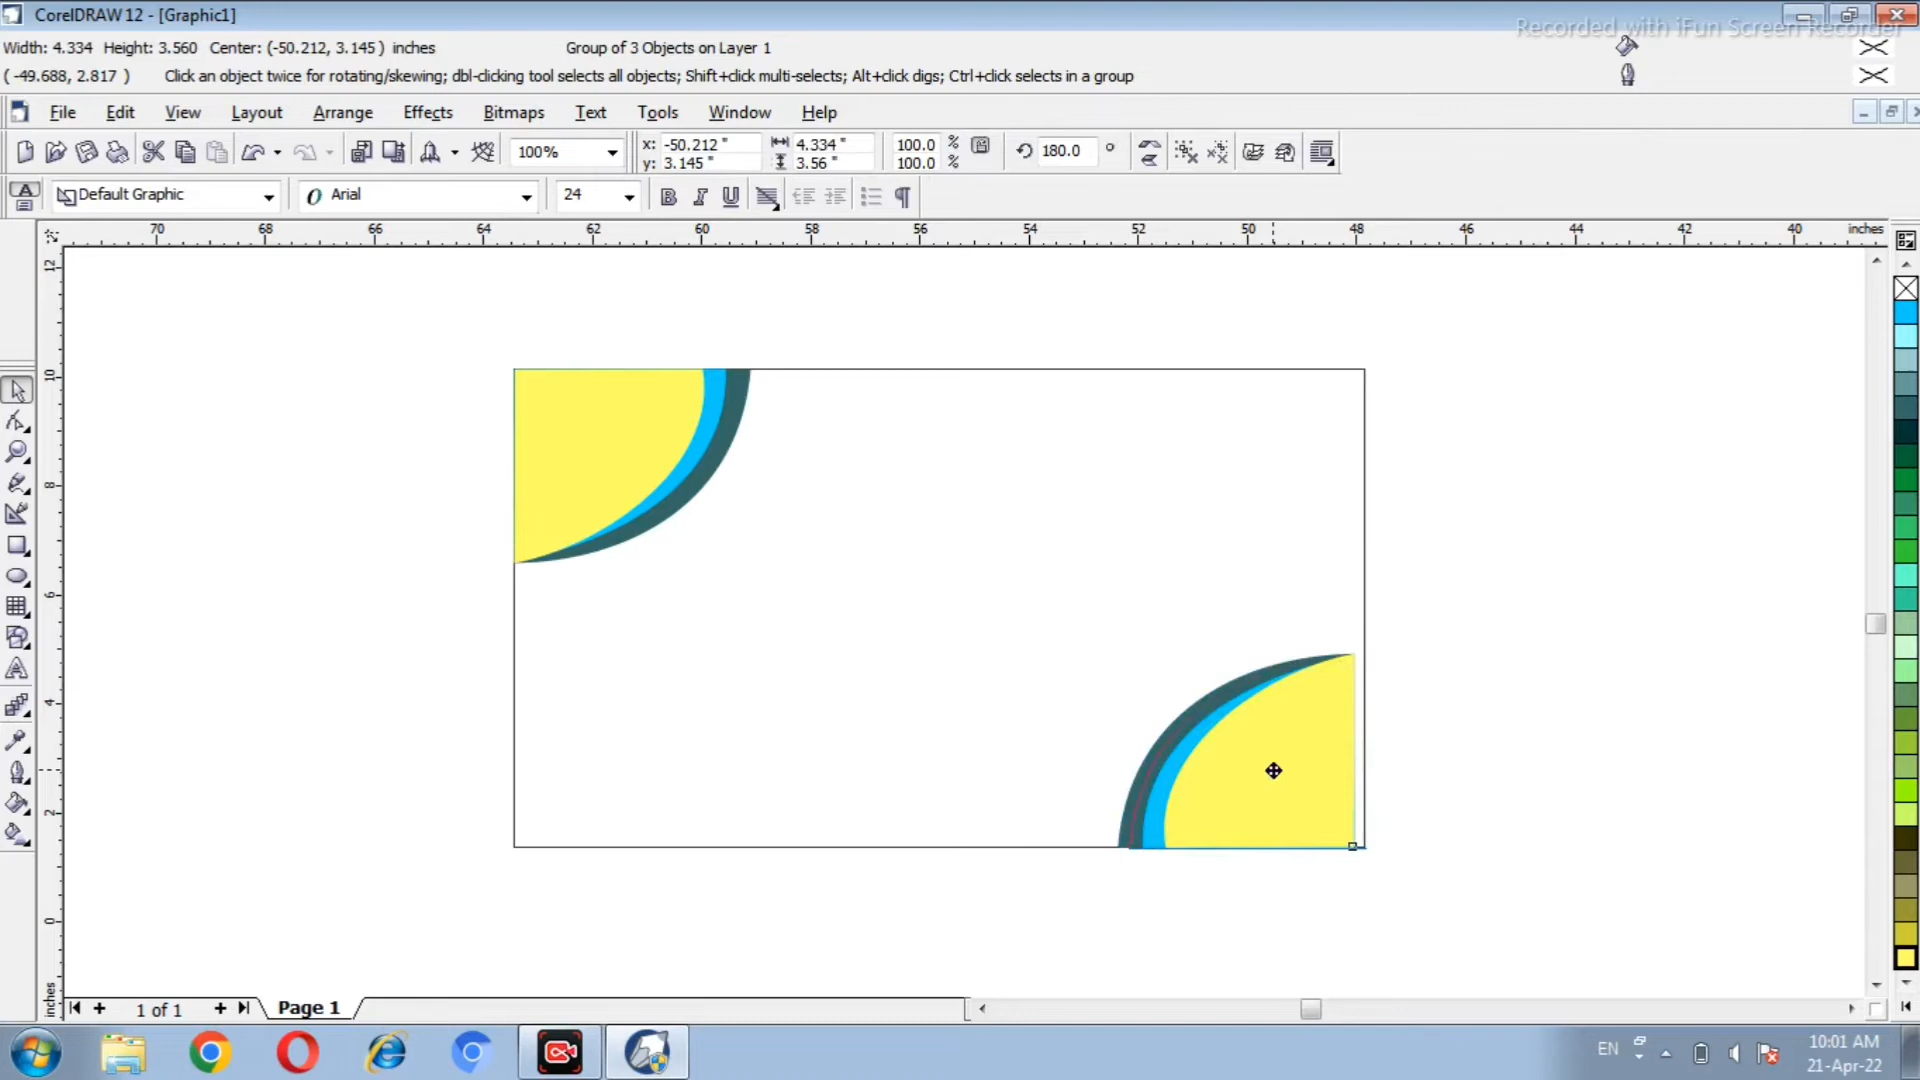 CorelDRAW 12 - [Graphic1]
Recorded with iFun Screen Recorder
Width: 4.334 Height: 3.560 Center: (-50.212, 3.145 ) inches
Group of 3 Objects on Layer 1
( -49.688, 2.817 )
Click an object twice for rotating/skewing; dbl-clicking tool selects all objects; Shift+click multi-selects; Alt+click digs; Ctrl+click selects in a group
File Edit View Layout Arrange Effects Bitmaps Text Tools Window Help
100%
x: -50.212 "
y: 3.145 "
4.334 "
3.56 "
100.0 %
100.0 %
180.0 °
Default Graphic
O Arial
24
B I U
70 68 66 64 62 60 58 56 54 52 50 48 46 44 42 40 inches
12
10
8
6
4
2
0
inches
1 of 1
Page 1
EN
10:01 AM
21-Apr-22